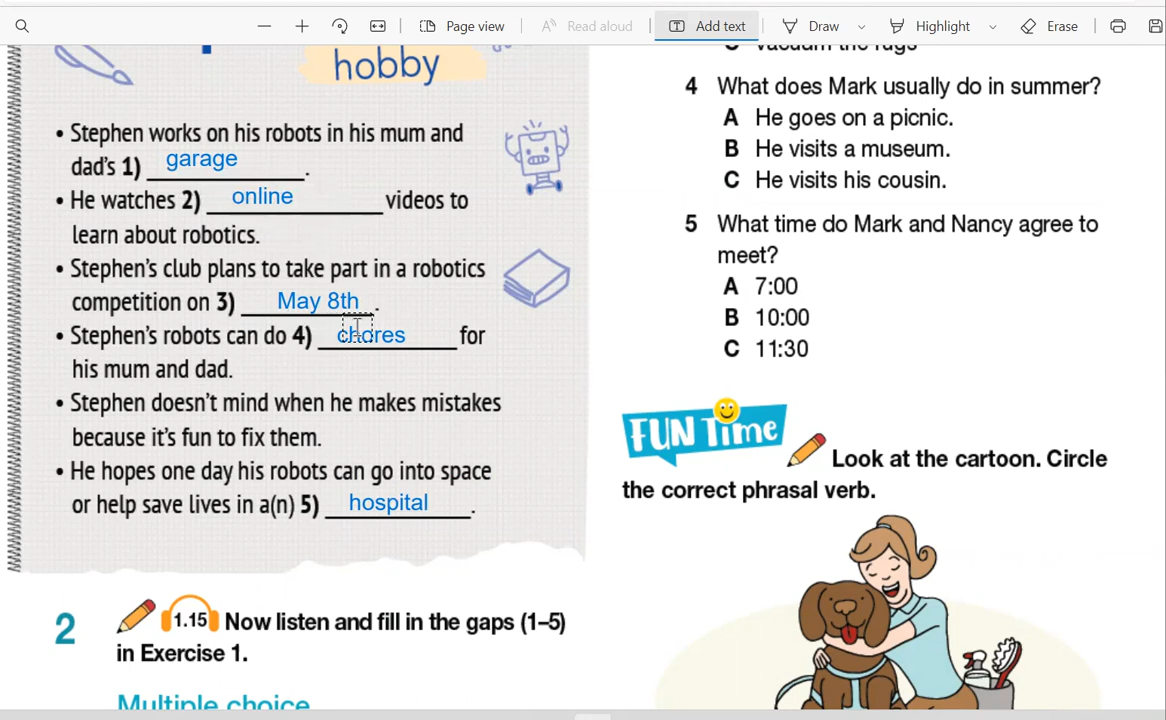 Page view
Read aloud
Add text
Draw
Highlight
Erase
hobby
• Stephen works on his robots in his mum and
dad's 1) garage.
• He watches 2) online videos to
learn about robotics.
• Stephen's club plans to take part in a robotics
competition on 3) May 8th.
• Stephen's robots can do 4) chores for
his mum and dad.
• Stephen doesn't mind when he makes mistakes
because it's fun to fix them.
• He hopes one day his robots can go into space
or help save lives in a(n) 5) hospital.
2 1.15 Now listen and fill in the gaps (1–5)
in Exercise 1.
Multiple choice
C vacuum the rugs
4 What does Mark usually do in summer?
A He goes on a picnic.
B He visits a museum.
C He visits his cousin.
5 What time do Mark and Nancy agree to
meet?
A 7:00
B 10:00
C 11:30
FUN Time
Look at the cartoon. Circle
the correct phrasal verb.